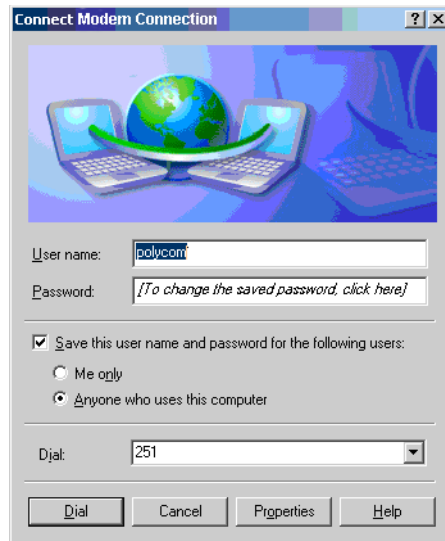 Connect Modem Connection
User name: polycom
Password: [To change the saved password, click here]
Save this user name and password for the following users:
Me only
Anyone who uses this computer
Dial: 251
Dial Cancel Properties Help